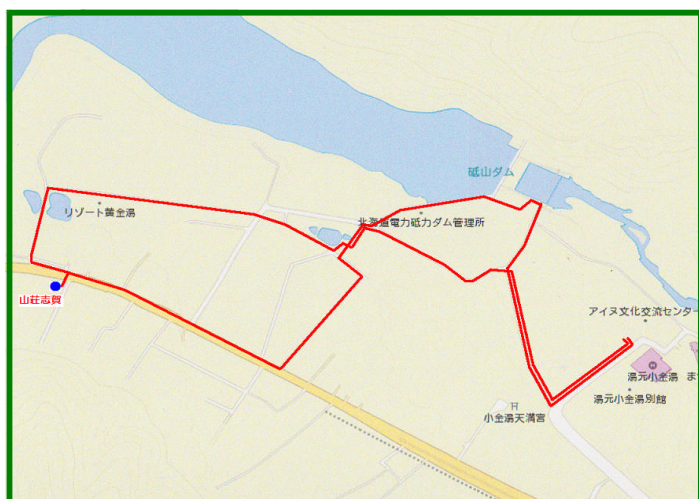 砥山ダム
リゾート黄金湯
北海道電力砥力ダム管理所
山荘志賀
アイヌ文化交流センター
湯元小金湯 ま
湯元小金湯別館
小金湯天満宮